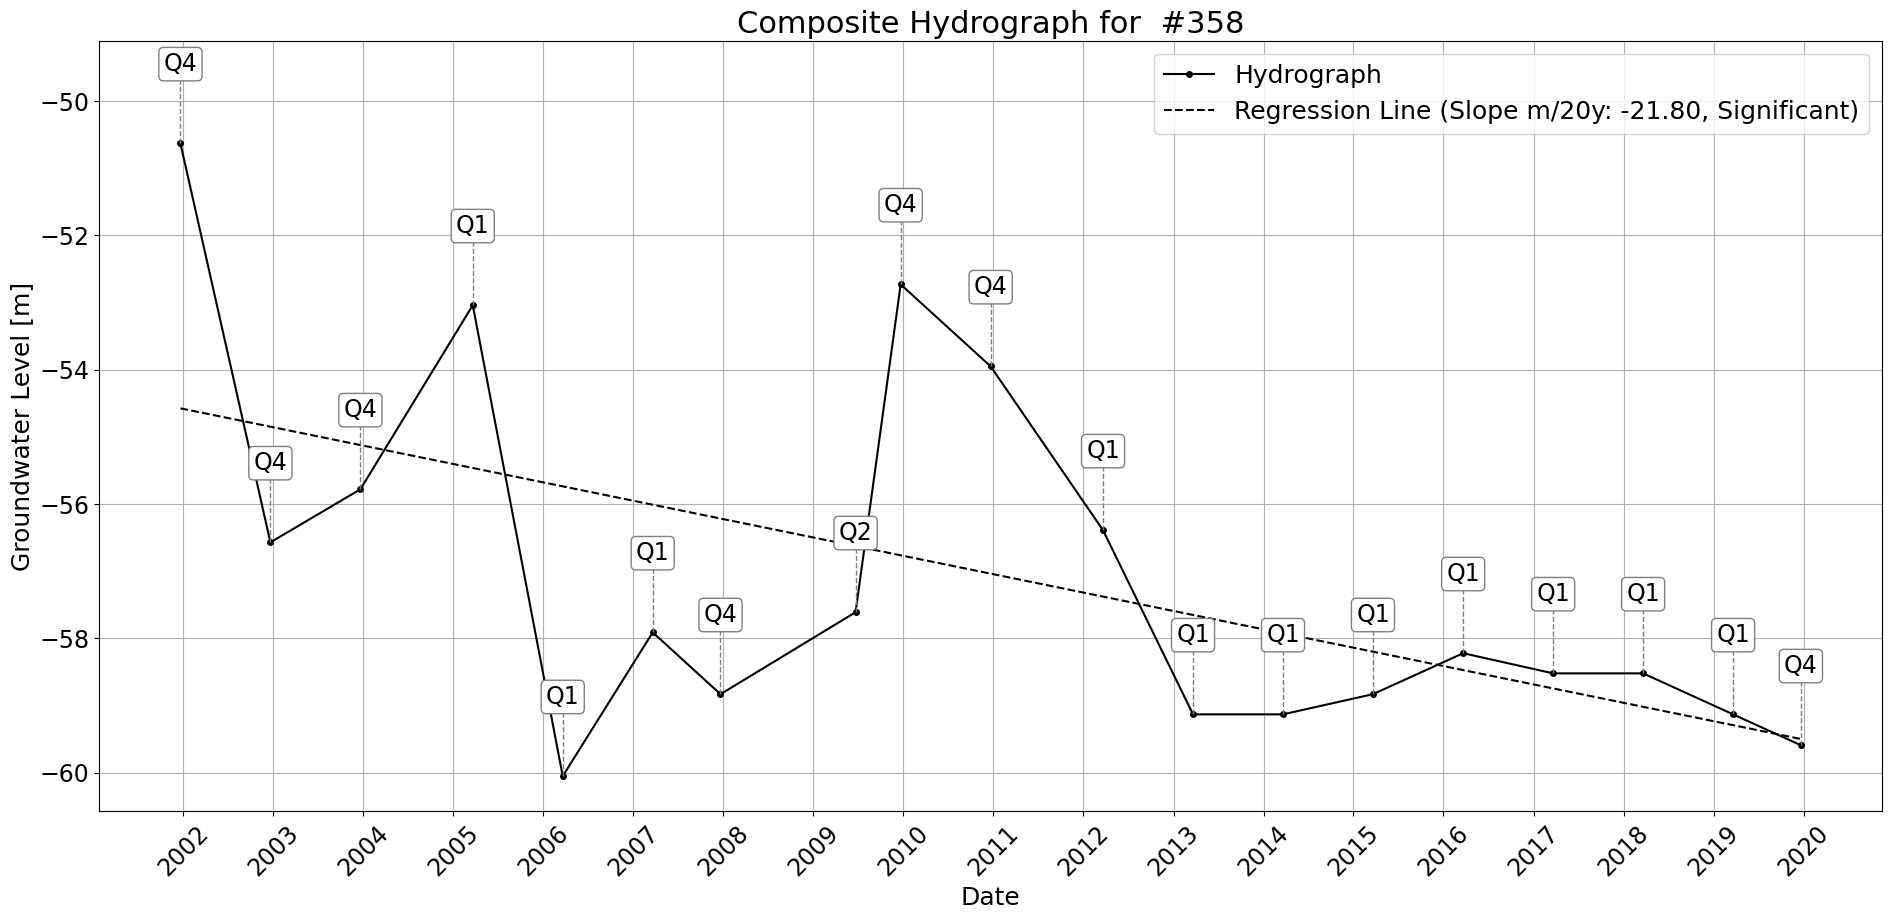 Composite Hydrograph for  #358
Hydrograph
Regression Line (Slope m/20y: -21.80, Significant)
Groundwater Level [m]
−50
−52
−54
−56
−58
−60
Q4
Q4
Q4
Q1
Q1
Q1
Q4
Q2
Q4
Q4
Q1
Q1
Q1
Q1
Q1
Q1
Q1
Q1
Q4
2002
2003
2004
2005
2006
2007
2008
2009
2010
2011
2012
2013
2014
2015
2016
2017
2018
2019
2020
Date